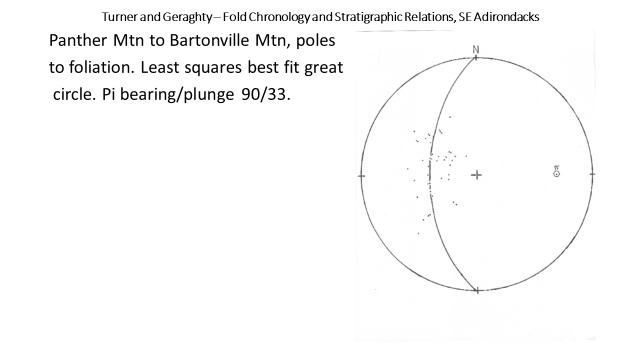 Turner and Geraghty – Fold Chronology and Stratigraphic Relations, SE Adirondacks
Panther Mtn to Bartonville Mtn, poles
to foliation. Least squares best fit great
circle. Pi bearing/plunge 90/33.
N
π